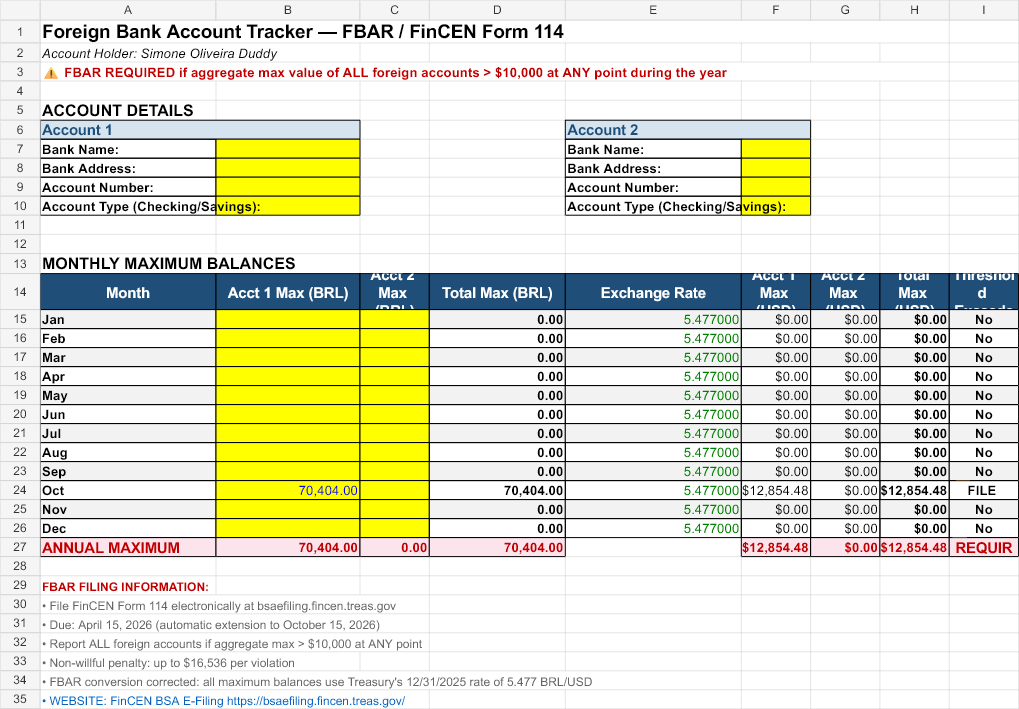 A B C D E F G H I
1 Foreign Bank Account Tracker — FBAR / FinCEN Form 114
2 Account Holder: Simone Oliveira Duddy
3 ⚠ FBAR REQUIRED if aggregate max value of ALL foreign accounts > $10,000 at ANY point during the year
4
5 ACCOUNT DETAILS
6 Account 1 Account 2
7 Bank Name: Bank Name:
8 Bank Address: Bank Address:
9 Account Number: Account Number:
10 Account Type (Checking/Savings): Account Type (Checking/Savings):
11
12
13 MONTHLY MAXIMUM BALANCES
14 Month Acct 1 Max (BRL) Acct 2 Max (BRL) Total Max (BRL) Exchange Rate Acct 1 Max (USD) Acct 2 Max (USD) Total Max (USD) Threshold
15 Jan 0.00 5.477000 $0.00 $0.00 $0.00 No
16 Feb 0.00 5.477000 $0.00 $0.00 $0.00 No
17 Mar 0.00 5.477000 $0.00 $0.00 $0.00 No
18 Apr 0.00 5.477000 $0.00 $0.00 $0.00 No
19 May 0.00 5.477000 $0.00 $0.00 $0.00 No
20 Jun 0.00 5.477000 $0.00 $0.00 $0.00 No
21 Jul 0.00 5.477000 $0.00 $0.00 $0.00 No
22 Aug 0.00 5.477000 $0.00 $0.00 $0.00 No
23 Sep 0.00 5.477000 $0.00 $0.00 $0.00 No
24 Oct 70,404.00 70,404.00 5.477000 $12,854.48 $0.00 $12,854.48 FILE
25 Nov 0.00 5.477000 $0.00 $0.00 $0.00 No
26 Dec 0.00 5.477000 $0.00 $0.00 $0.00 No
27 ANNUAL MAXIMUM 70,404.00 0.00 70,404.00 $12,854.48 $0.00 $12,854.48 REQUIR
28
29 FBAR FILING INFORMATION:
30 • File FinCEN Form 114 electronically at bsaefiling.fincen.treas.gov
31 • Due: April 15, 2026 (automatic extension to October 15, 2026)
32 • Report ALL foreign accounts if aggregate max > $10,000 at ANY point
33 • Non-willful penalty: up to $16,536 per violation
34 • FBAR conversion corrected: all maximum balances use Treasury's 12/31/2025 rate of 5.477 BRL/USD
35 • WEBSITE: FinCEN BSA E-Filing https://bsaefiling.fincen.treas.gov/